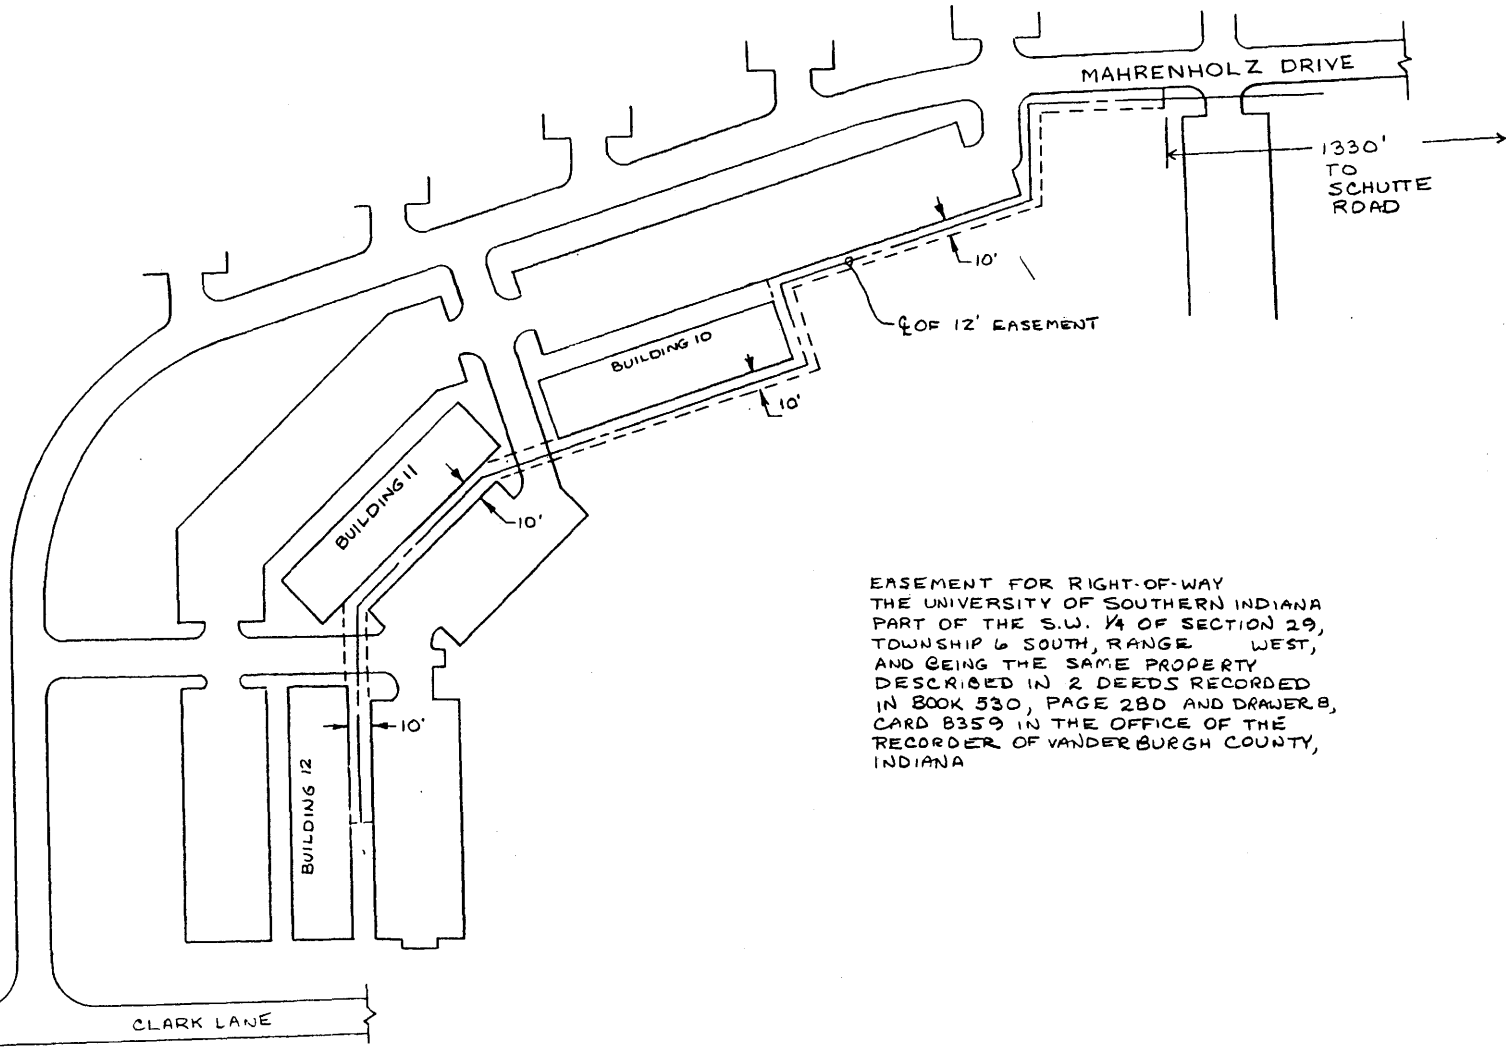 MAHRENHOLZ DRIVE
1330'
TO
SCHUTTE
ROAD
10'
℄ OF 12' EASEMENT
BUILDING 10
10'
BUILDING 11
10'
EASEMENT FOR RIGHT-OF-WAY
THE UNIVERSITY OF SOUTHERN INDIANA
PART OF THE S.W. 1/4 OF SECTION 29,
TOWNSHIP 6 SOUTH, RANGE WEST,
AND BEING THE SAME PROPERTY
DESCRIBED IN 2 DEEDS RECORDED
IN BOOK 530, PAGE 280 AND DRAWER 8,
CARD 8359 IN THE OFFICE OF THE
RECORDER OF VANDERBURGH COUNTY,
INDIANA
10'
BUILDING 12
CLARK LANE